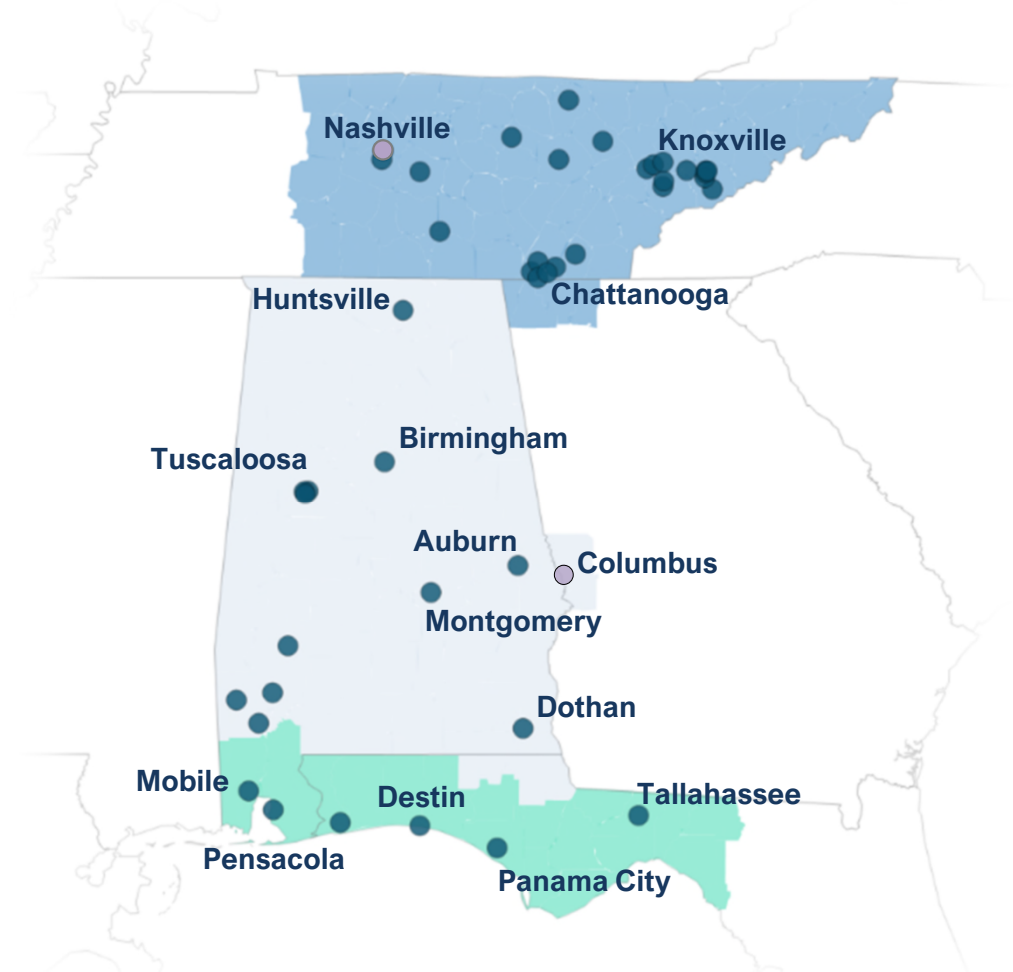 Nashville
Knoxville
Chattanooga
Huntsville
Birmingham
Tuscaloosa
Auburn
Columbus
Montgomery
Dothan
Mobile
Destin
Tallahassee
Pensacola
Panama City